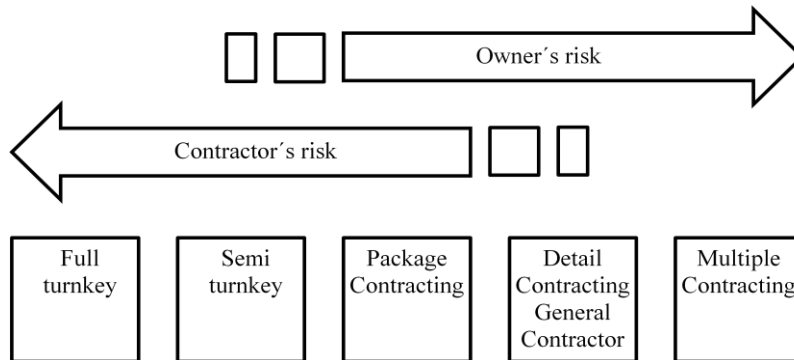 Owner´s risk
Contractor´s risk
Full
turnkey
Semi
turnkey
Package
Contracting
Detail
Contracting
General
Contractor
Multiple
Contracting